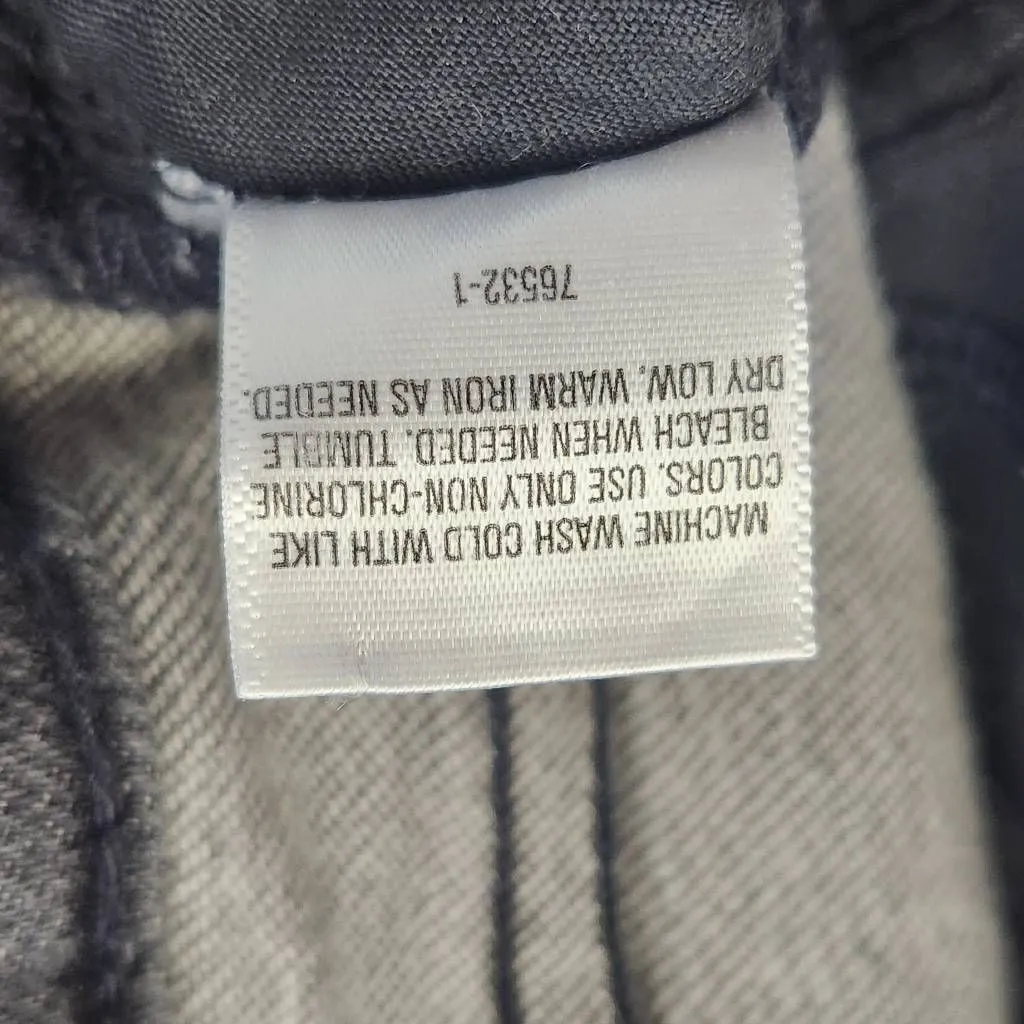 MACHINE WASH COLD WITH LIKE
COLORS. USE ONLY NON-CHLORINE
BLEACH WHEN NEEDED. TUMBLE
DRY LOW. WARM IRON AS NEEDED.
76532-1